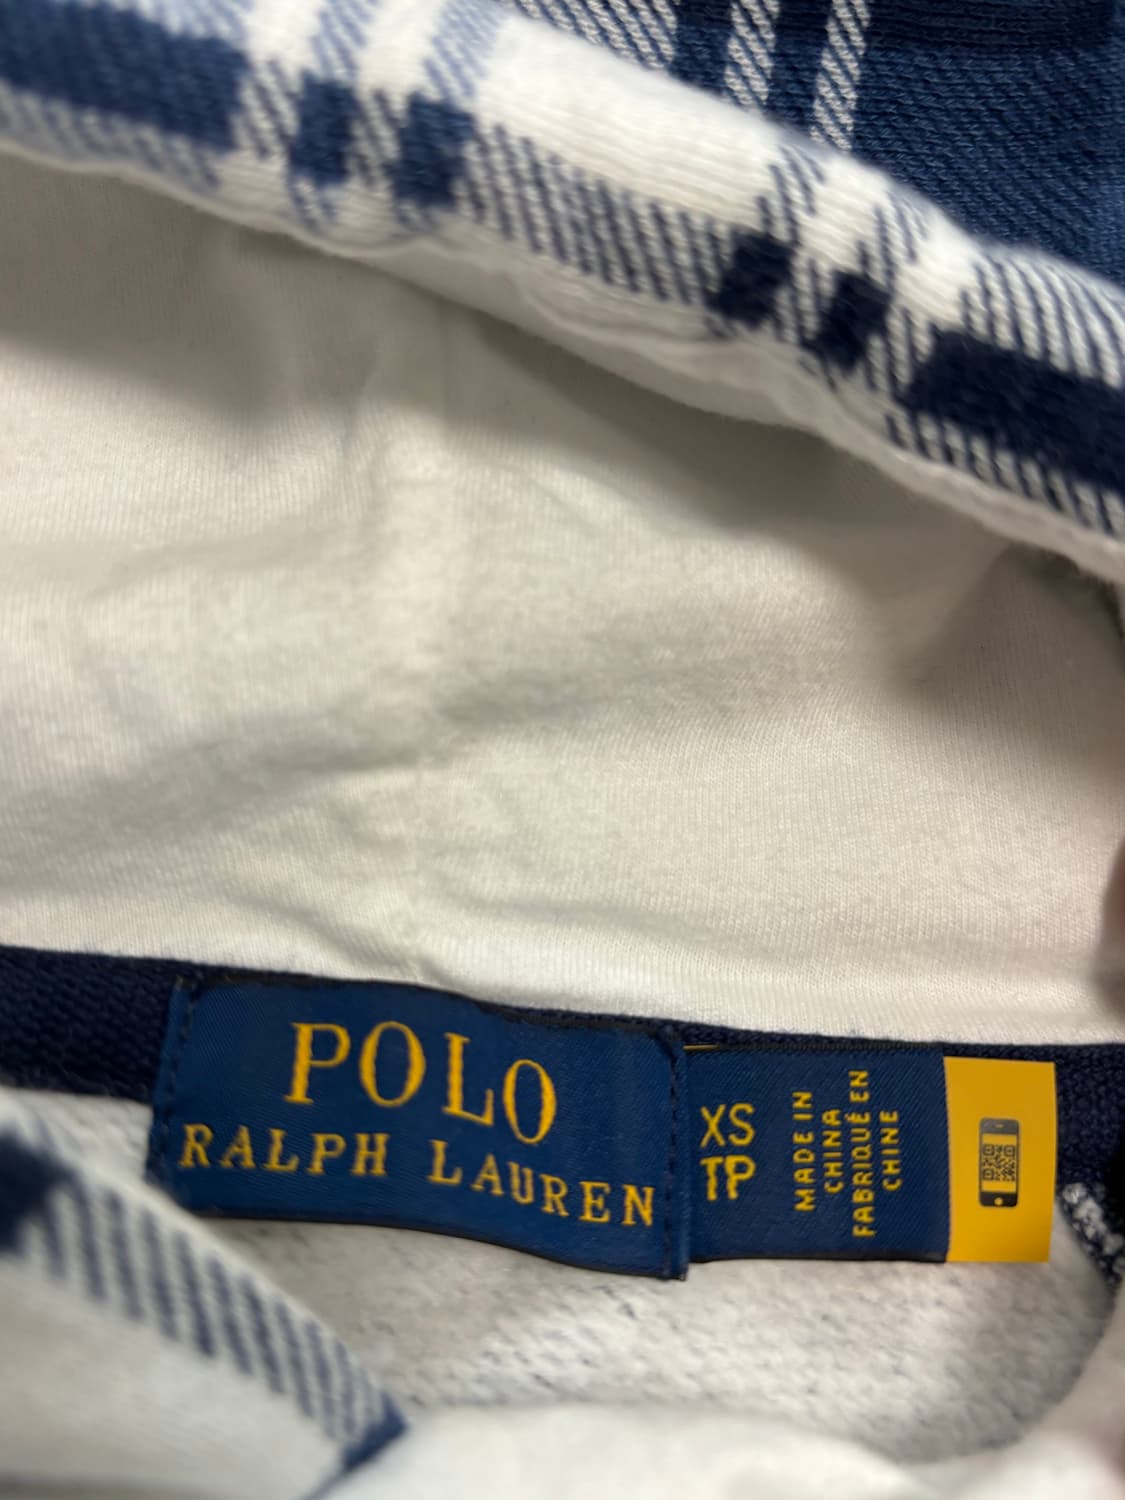 POLO
RALPH LAUREN
XS
TP
MADE IN
CHINA
FABRIQUÉ EN
CHINE